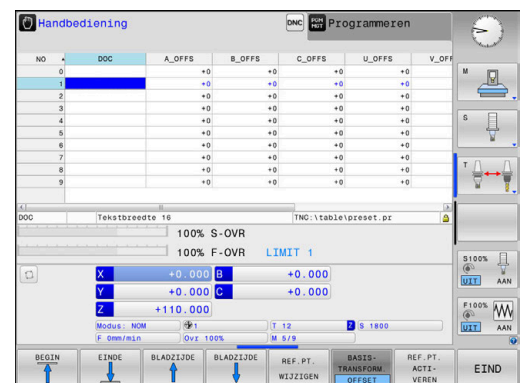 Handbediening DNC PGM MGT Programmeren
NO DOC A_OFFS B_OFFS C_OFFS U_OFFS V_OFF
0 +0 +0 +0 +0
1 +0 +0 +0 +0
2 +0 +0 +0 +0
3 +0 +0 +0 +0
4 +0 +0 +0 +0
5 +0 +0 +0 +0
6 +0 +0 +0 +0
7 +0 +0 +0 +0
8 +0 +0 +0 +0
9 +0 +0 +0 +0
DOC Tekstbreedte 16 TNC:\table\preset.pr
100% S-OVR
100% F-OVR LIMIT 1
X +0.000 B +0.000
Y +0.000 C +0.000
Z +110.000
Modus: NOM 1 T 12 Z S 1800
F 0mm/min Ovr 100% M 5/9
M
S
T
S100%
UIT AAN
F100%
UIT AAN
BEGIN
EINDE
BLADZIJDE
BLADZIJDE
REF.PT.
WIJZIGEN
BASIS-
TRANSFORM.
OFFSET
REF.PT.
ACTI-
VEREN
EIND